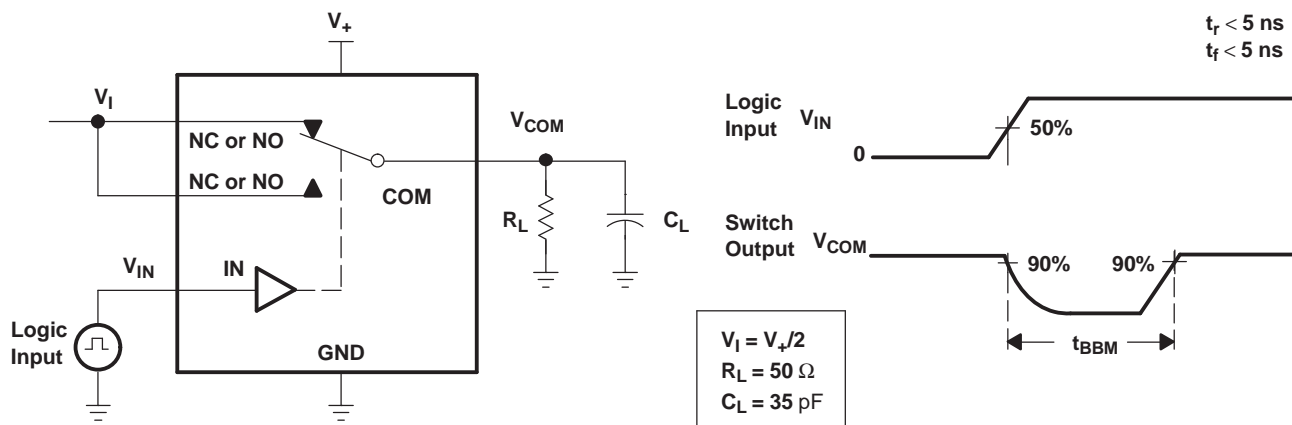 V+
VI
NC or NO
NC or NO
COM
VCOM
RL
CL
VIN
IN
Logic
Input
GND
VI = V+/2
RL = 50 Ω
CL = 35 pF
tr < 5 ns
tf < 5 ns
Logic
Input
VIN
50%
0
Switch
Output
VCOM
90%
90%
tBBM